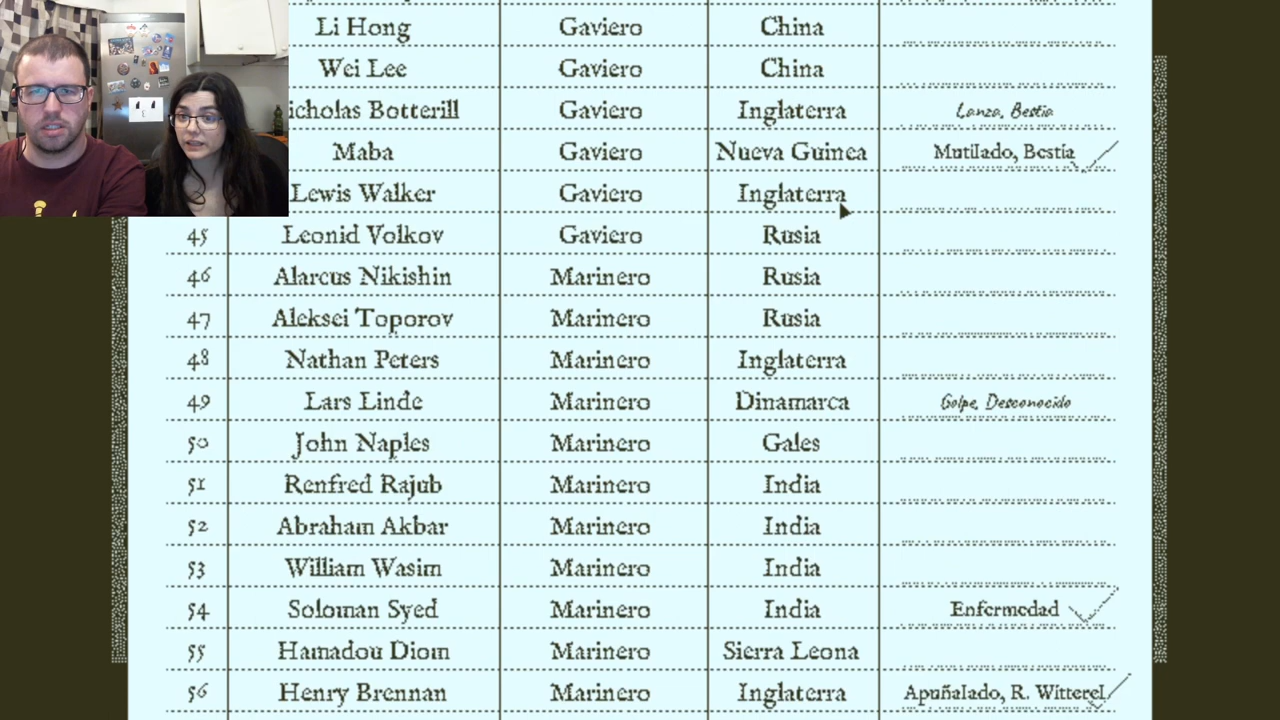 Li Hong Gaviero China
Wei Lee Gaviero China
icholas Botterill Gaviero Inglaterra Lanza, Bestia
Maba Gaviero Nueva Guinea Mutilado, Bestia
Lewis Walker Gaviero Inglaterra
45 Leonid Volkov Gaviero Rusia
46 Alarcus Nikishin Marinero Rusia
47 Aleksei Toporov Marinero Rusia
48 Nathan Peters Marinero Inglaterra
49 Lars Linde Marinero Dinamarca Golpe, Desconocido
50 John Naples Marinero Gales
51 Renfred Rajub Marinero India
52 Abraham Akbar Marinero India
53 William Wasim Marinero India
54 Soloman Syed Marinero India Enfermedad
55 Hamadou Diom Marinero Sierra Leona
56 Henry Brennan Marinero Inglaterra Apuñalado, R. Witterel